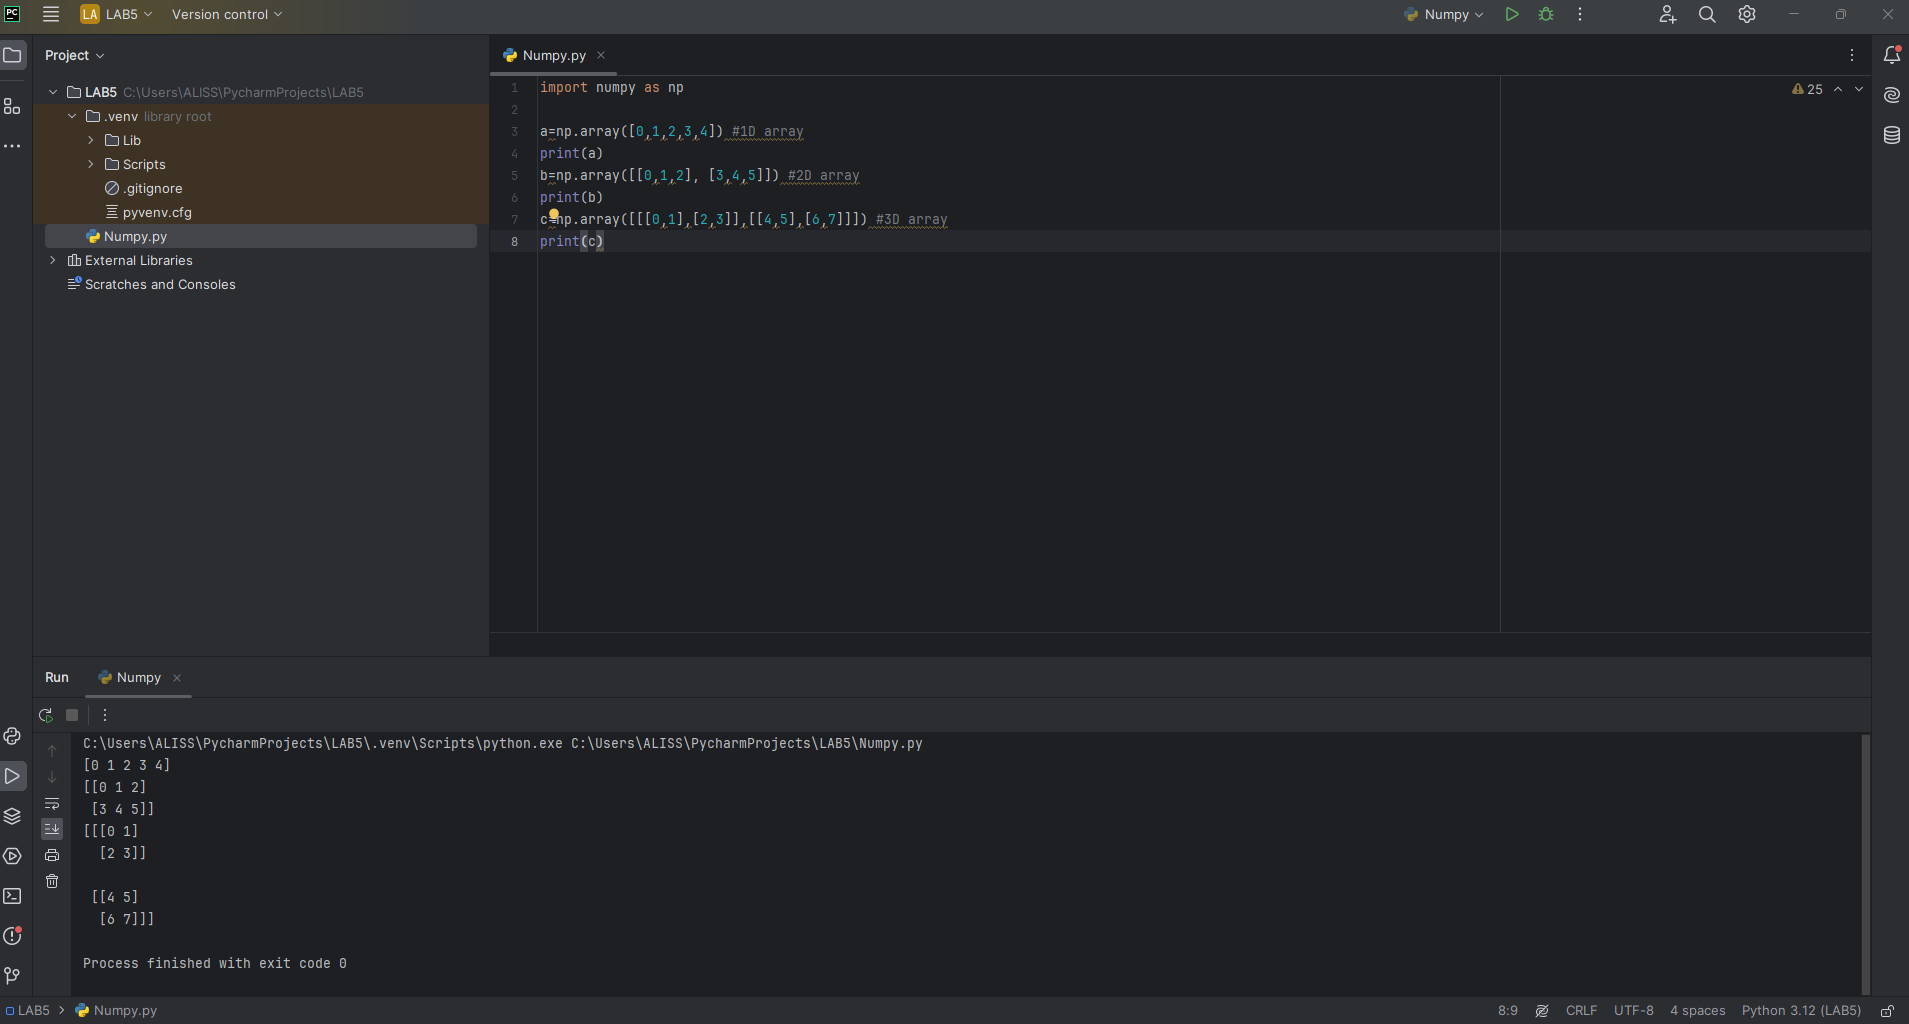 PC LA LAB5 Version control Numpy
Project
Numpy.py
LAB5 C:\Users\ALISS\PycharmProjects\LAB5
.venv library root
Lib
Scripts
.gitignore
pyvenv.cfg
Numpy.py
External Libraries
Scratches and Consoles
25
1 import numpy as np
2
3 a=np.array([0,1,2,3,4]) #1D array
4 print(a)
5 b=np.array([[0,1,2], [3,4,5]]) #2D array
6 print(b)
7 c=np.array([[[0,1],[2,3]],[[4,5],[6,7]]]) #3D array
8 print(c)
Run Numpy
C:\Users\ALISS\PycharmProjects\LAB5\.venv\Scripts\python.exe C:\Users\ALISS\PycharmProjects\LAB5\Numpy.py
[0 1 2 3 4]
[[0 1 2]
 [3 4 5]]
[[[0 1]
  [2 3]]
 [[4 5]
  [6 7]]]
Process finished with exit code 0
LAB5 Numpy.py 8:9 CRLF UTF-8 4 spaces Python 3.12 (LAB5)